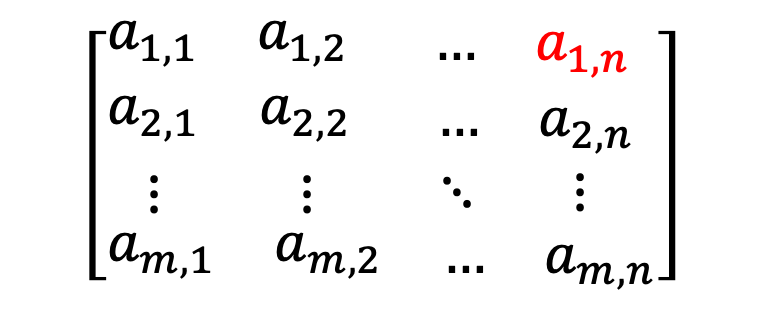 a1,1 a1,2 … a1,n
a2,1 a2,2 … a2,n
⋮ ⋮ ⋱ ⋮
am,1 am,2 … am,n